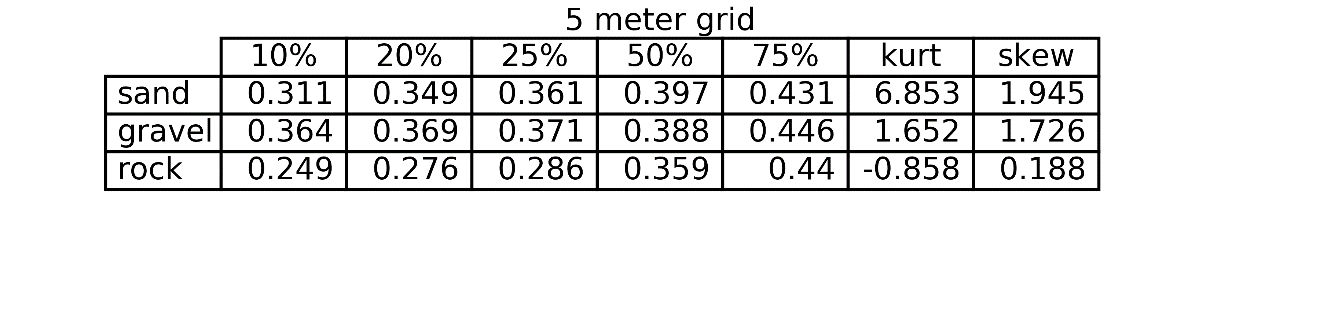 5 meter grid
10% 20% 25% 50% 75% kurt skew
sand 0.311 0.349 0.361 0.397 0.431 6.853 1.945
gravel 0.364 0.369 0.371 0.388 0.446 1.652 1.726
rock 0.249 0.276 0.286 0.359 0.44 -0.858 0.188